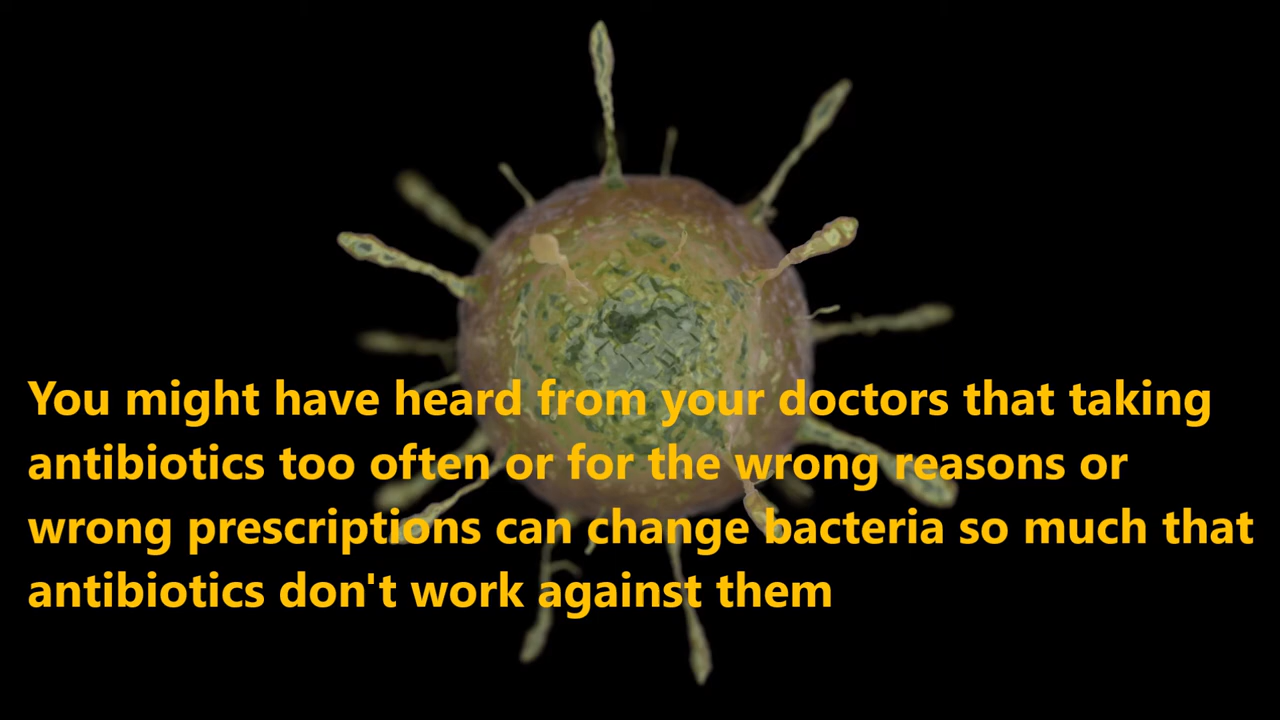 You might have heard from your doctors that taking
antibiotics too often or for the wrong reasons or
wrong prescriptions can change bacteria so much that
antibiotics don't work against them